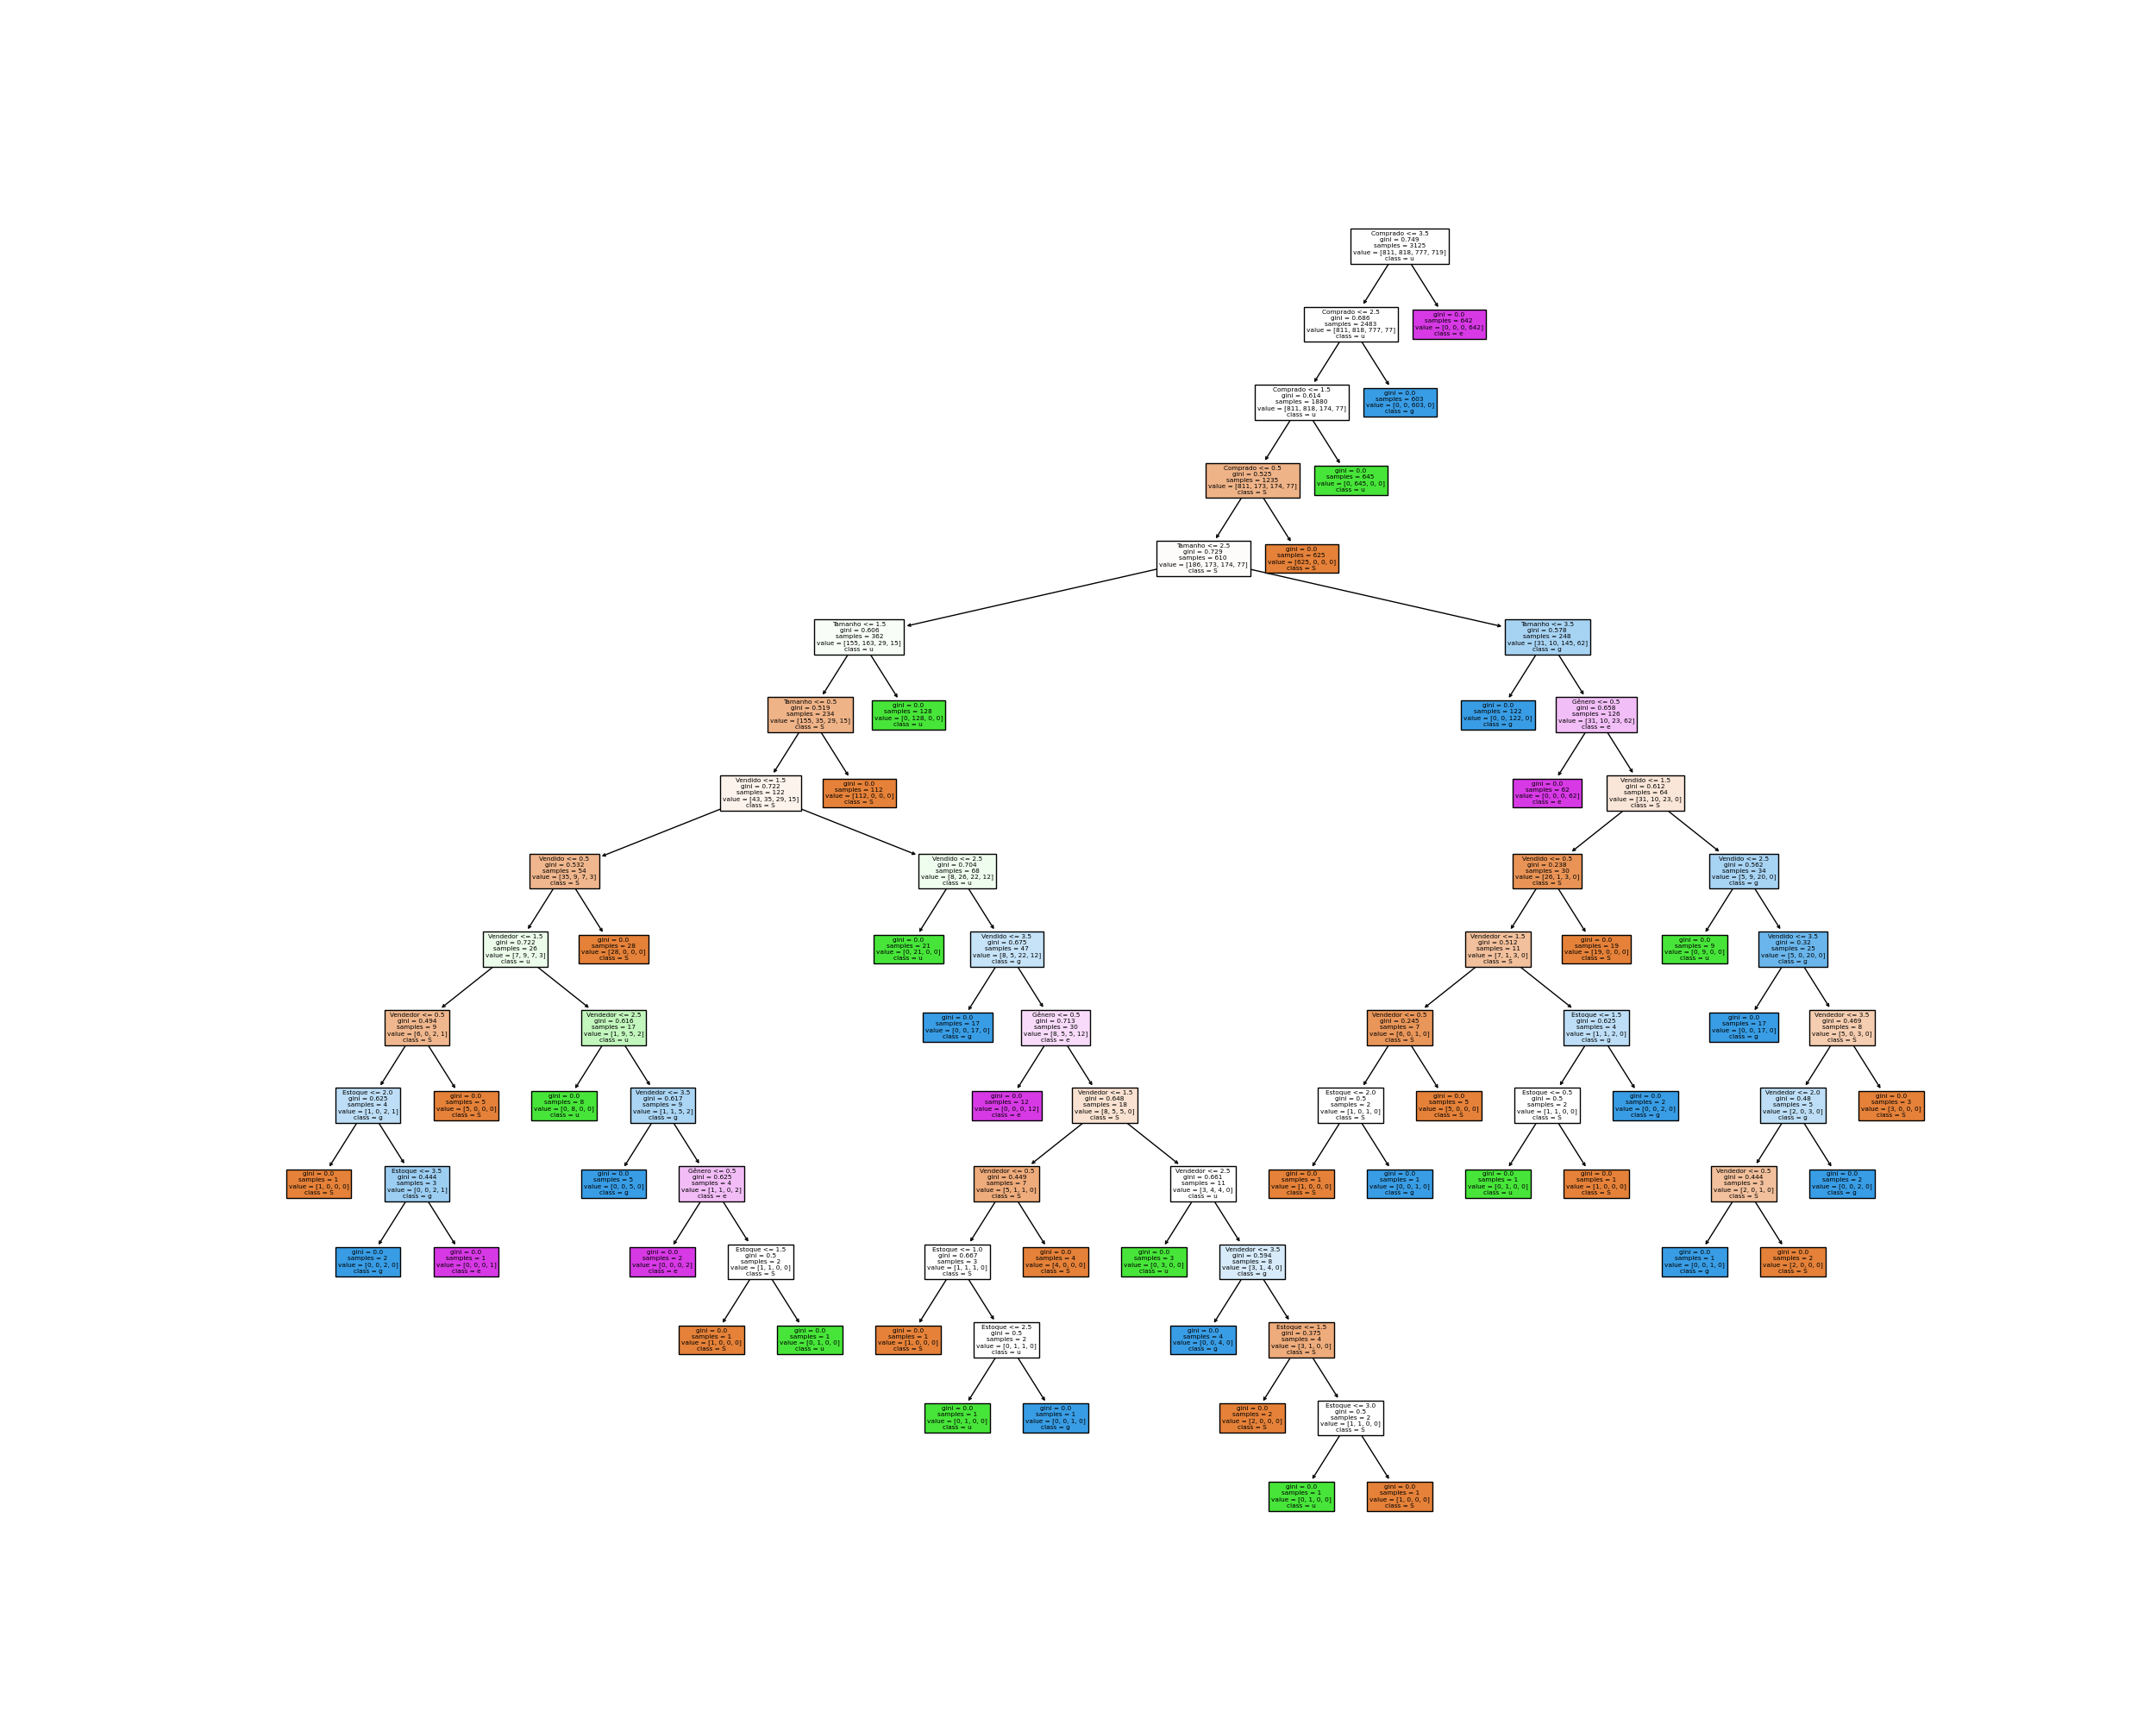 Comprado <= 3.5
gini = 0.749
samples = 3125
value = [811, 818, 777, 719]
class = u
Comprado <= 2.5
gini = 0.686
samples = 2483
value = [811, 818, 777, 77]
class = u
gini = 0.0
samples = 642
value = [0, 0, 0, 642]
class = e
Comprado <= 1.5
gini = 0.614
samples = 1880
value = [811, 818, 174, 77]
class = u
gini = 0.0
samples = 603
value = [0, 0, 603, 0]
class = g
Comprado <= 0.5
gini = 0.525
samples = 1235
value = [811, 173, 174, 77]
class = S
gini = 0.0
samples = 645
value = [0, 645, 0, 0]
class = u
Tamanho <= 2.5
gini = 0.729
samples = 610
value = [186, 173, 174, 77]
class = S
gini = 0.0
samples = 625
value = [625, 0, 0, 0]
class = S
Tamanho <= 1.5
gini = 0.606
samples = 362
value = [155, 163, 29, 15]
class = u
Tamanho <= 3.5
gini = 0.578
samples = 248
value = [31, 10, 145, 62]
class = g
Tamanho <= 0.5
gini = 0.519
samples = 234
value = [155, 35, 29, 15]
class = S
gini = 0.0
samples = 128
value = [0, 128, 0, 0]
class = u
gini = 0.0
samples = 122
value = [0, 0, 122, 0]
class = g
Gênero <= 0.5
gini = 0.658
samples = 126
value = [31, 10, 23, 62]
class = e
Vendido <= 1.5
gini = 0.722
samples = 122
value = [43, 35, 29, 15]
class = S
gini = 0.0
samples = 112
value = [112, 0, 0, 0]
class = S
gini = 0.0
samples = 62
value = [0, 0, 0, 62]
class = e
Vendido <= 1.5
gini = 0.612
samples = 64
value = [31, 10, 23, 0]
class = S
Vendido <= 0.5
gini = 0.532
samples = 54
value = [35, 9, 7, 3]
class = S
Vendido <= 2.5
gini = 0.704
samples = 68
value = [8, 26, 22, 12]
class = u
Vendido <= 0.5
gini = 0.238
samples = 30
value = [26, 1, 3, 0]
class = S
Vendido <= 2.5
gini = 0.562
samples = 34
value = [5, 9, 20, 0]
class = g
Vendedor <= 1.5
gini = 0.722
samples = 26
value = [7, 9, 7, 3]
class = u
gini = 0.0
samples = 28
value = [28, 0, 0, 0]
class = S
gini = 0.0
samples = 21
value = [0, 21, 0, 0]
class = u
Vendido <= 3.5
gini = 0.675
samples = 47
value = [8, 5, 22, 12]
class = g
Vendedor <= 1.5
gini = 0.512
samples = 11
value = [7, 1, 3, 0]
class = S
gini = 0.0
samples = 19
value = [19, 0, 0, 0]
class = S
gini = 0.0
samples = 9
value = [0, 9, 0, 0]
class = u
Vendido <= 3.5
gini = 0.32
samples = 25
value = [5, 0, 20, 0]
class = g
Vendedor <= 0.5
gini = 0.494
samples = 9
value = [6, 0, 2, 1]
class = S
Vendedor <= 2.5
gini = 0.616
samples = 17
value = [1, 9, 5, 2]
class = u
gini = 0.0
samples = 17
value = [0, 0, 17, 0]
class = g
Gênero <= 0.5
gini = 0.713
samples = 30
value = [8, 5, 5, 12]
class = e
Vendedor <= 0.5
gini = 0.245
samples = 7
value = [6, 0, 1, 0]
class = S
Estoque <= 1.5
gini = 0.625
samples = 4
value = [1, 1, 2, 0]
class = g
gini = 0.0
samples = 17
value = [0, 0, 17, 0]
class = g
Vendedor <= 3.5
gini = 0.469
samples = 8
value = [5, 0, 3, 0]
class = S
Estoque <= 2.0
gini = 0.625
samples = 4
value = [1, 0, 2, 1]
class = g
gini = 0.0
samples = 5
value = [5, 0, 0, 0]
class = S
gini = 0.0
samples = 8
value = [0, 8, 0, 0]
class = u
Vendedor <= 3.5
gini = 0.617
samples = 9
value = [1, 1, 5, 2]
class = g
gini = 0.0
samples = 12
value = [0, 0, 0, 12]
class = e
Vendedor <= 1.5
gini = 0.648
samples = 18
value = [8, 5, 5, 0]
class = S
Estoque <= 2.0
gini = 0.5
samples = 2
value = [1, 0, 1, 0]
class = S
gini = 0.0
samples = 5
value = [5, 0, 0, 0]
class = S
Estoque <= 0.5
gini = 0.5
samples = 2
value = [1, 1, 0, 0]
class = S
gini = 0.0
samples = 2
value = [0, 0, 2, 0]
class = g
Vendedor <= 2.0
gini = 0.48
samples = 5
value = [2, 0, 3, 0]
class = g
gini = 0.0
samples = 3
value = [3, 0, 0, 0]
class = S
gini = 0.0
samples = 1
value = [1, 0, 0, 0]
class = S
Estoque <= 3.5
gini = 0.444
samples = 3
value = [0, 0, 2, 1]
class = g
gini = 0.0
samples = 5
value = [0, 0, 5, 0]
class = g
Gênero <= 0.5
gini = 0.625
samples = 4
value = [1, 1, 0, 2]
class = e
Vendedor <= 0.5
gini = 0.449
samples = 7
value = [5, 1, 1, 0]
class = S
Vendedor <= 2.5
gini = 0.661
samples = 11
value = [3, 4, 4, 0]
class = u
gini = 0.0
samples = 1
value = [1, 0, 0, 0]
class = S
gini = 0.0
samples = 1
value = [0, 0, 1, 0]
class = g
gini = 0.0
samples = 1
value = [0, 1, 0, 0]
class = u
gini = 0.0
samples = 1
value = [1, 0, 0, 0]
class = S
Vendedor <= 0.5
gini = 0.444
samples = 3
value = [2, 0, 1, 0]
class = S
gini = 0.0
samples = 2
value = [0, 0, 2, 0]
class = g
gini = 0.0
samples = 2
value = [0, 0, 2, 0]
class = g
gini = 0.0
samples = 1
value = [0, 0, 0, 1]
class = e
gini = 0.0
samples = 2
value = [0, 0, 0, 2]
class = e
Estoque <= 1.5
gini = 0.5
samples = 2
value = [1, 1, 0, 0]
class = S
Estoque <= 1.0
gini = 0.667
samples = 3
value = [1, 1, 1, 0]
class = S
gini = 0.0
samples = 4
value = [4, 0, 0, 0]
class = S
gini = 0.0
samples = 3
value = [0, 3, 0, 0]
class = u
Vendedor <= 3.5
gini = 0.594
samples = 8
value = [3, 1, 4, 0]
class = g
gini = 0.0
samples = 1
value = [0, 0, 1, 0]
class = g
gini = 0.0
samples = 2
value = [2, 0, 0, 0]
class = S
gini = 0.0
samples = 1
value = [1, 0, 0, 0]
class = S
gini = 0.0
samples = 1
value = [0, 1, 0, 0]
class = u
gini = 0.0
samples = 1
value = [1, 0, 0, 0]
class = S
Estoque <= 2.5
gini = 0.5
samples = 2
value = [0, 1, 1, 0]
class = u
gini = 0.0
samples = 4
value = [0, 0, 4, 0]
class = g
Estoque <= 1.5
gini = 0.375
samples = 4
value = [3, 1, 0, 0]
class = S
gini = 0.0
samples = 1
value = [0, 1, 0, 0]
class = u
gini = 0.0
samples = 1
value = [0, 0, 1, 0]
class = g
gini = 0.0
samples = 2
value = [2, 0, 0, 0]
class = S
Estoque <= 3.0
gini = 0.5
samples = 2
value = [1, 1, 0, 0]
class = S
gini = 0.0
samples = 1
value = [0, 1, 0, 0]
class = u
gini = 0.0
samples = 1
value = [1, 0, 0, 0]
class = S